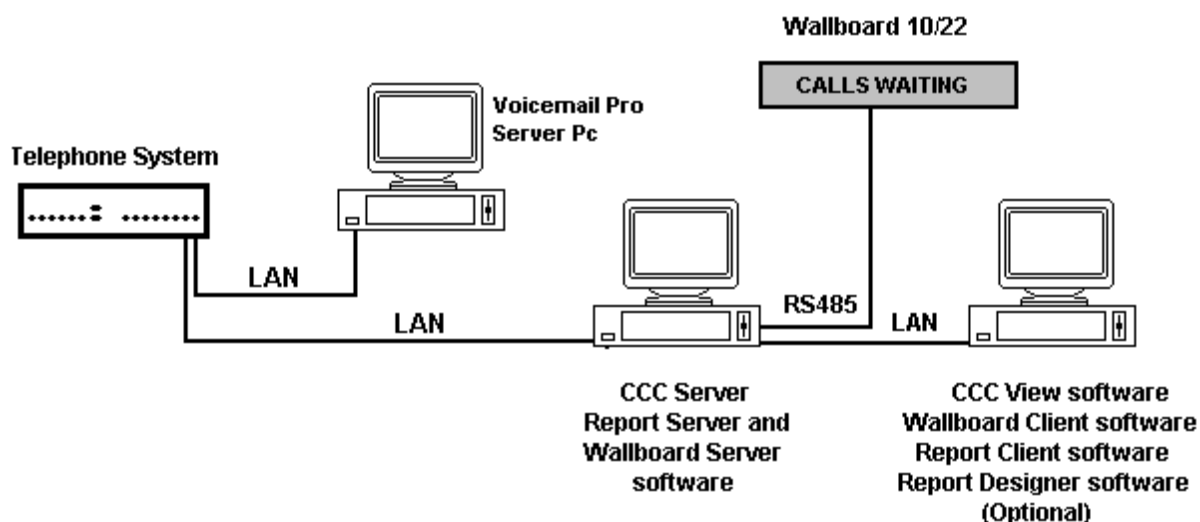 Wallboard 10/22
CALLS WAITING
Voicemail Pro
Server Pc
Telephone System
LAN
LAN
RS485
LAN
CCC Server
Report Server and
Wallboard Server
software
CCC View software
Wallboard Client software
Report Client software
Report Designer software
(Optional)